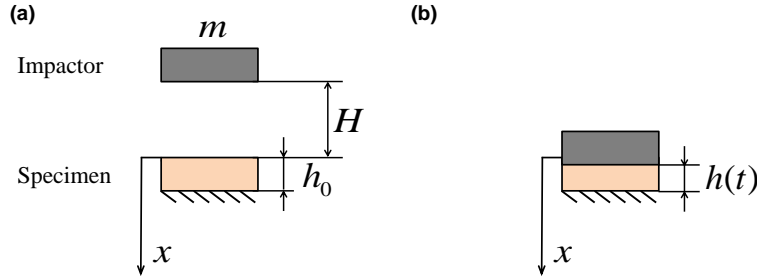 (a)
m
Impactor
H
Specimen
h₀
x
(b)
h(t)
x